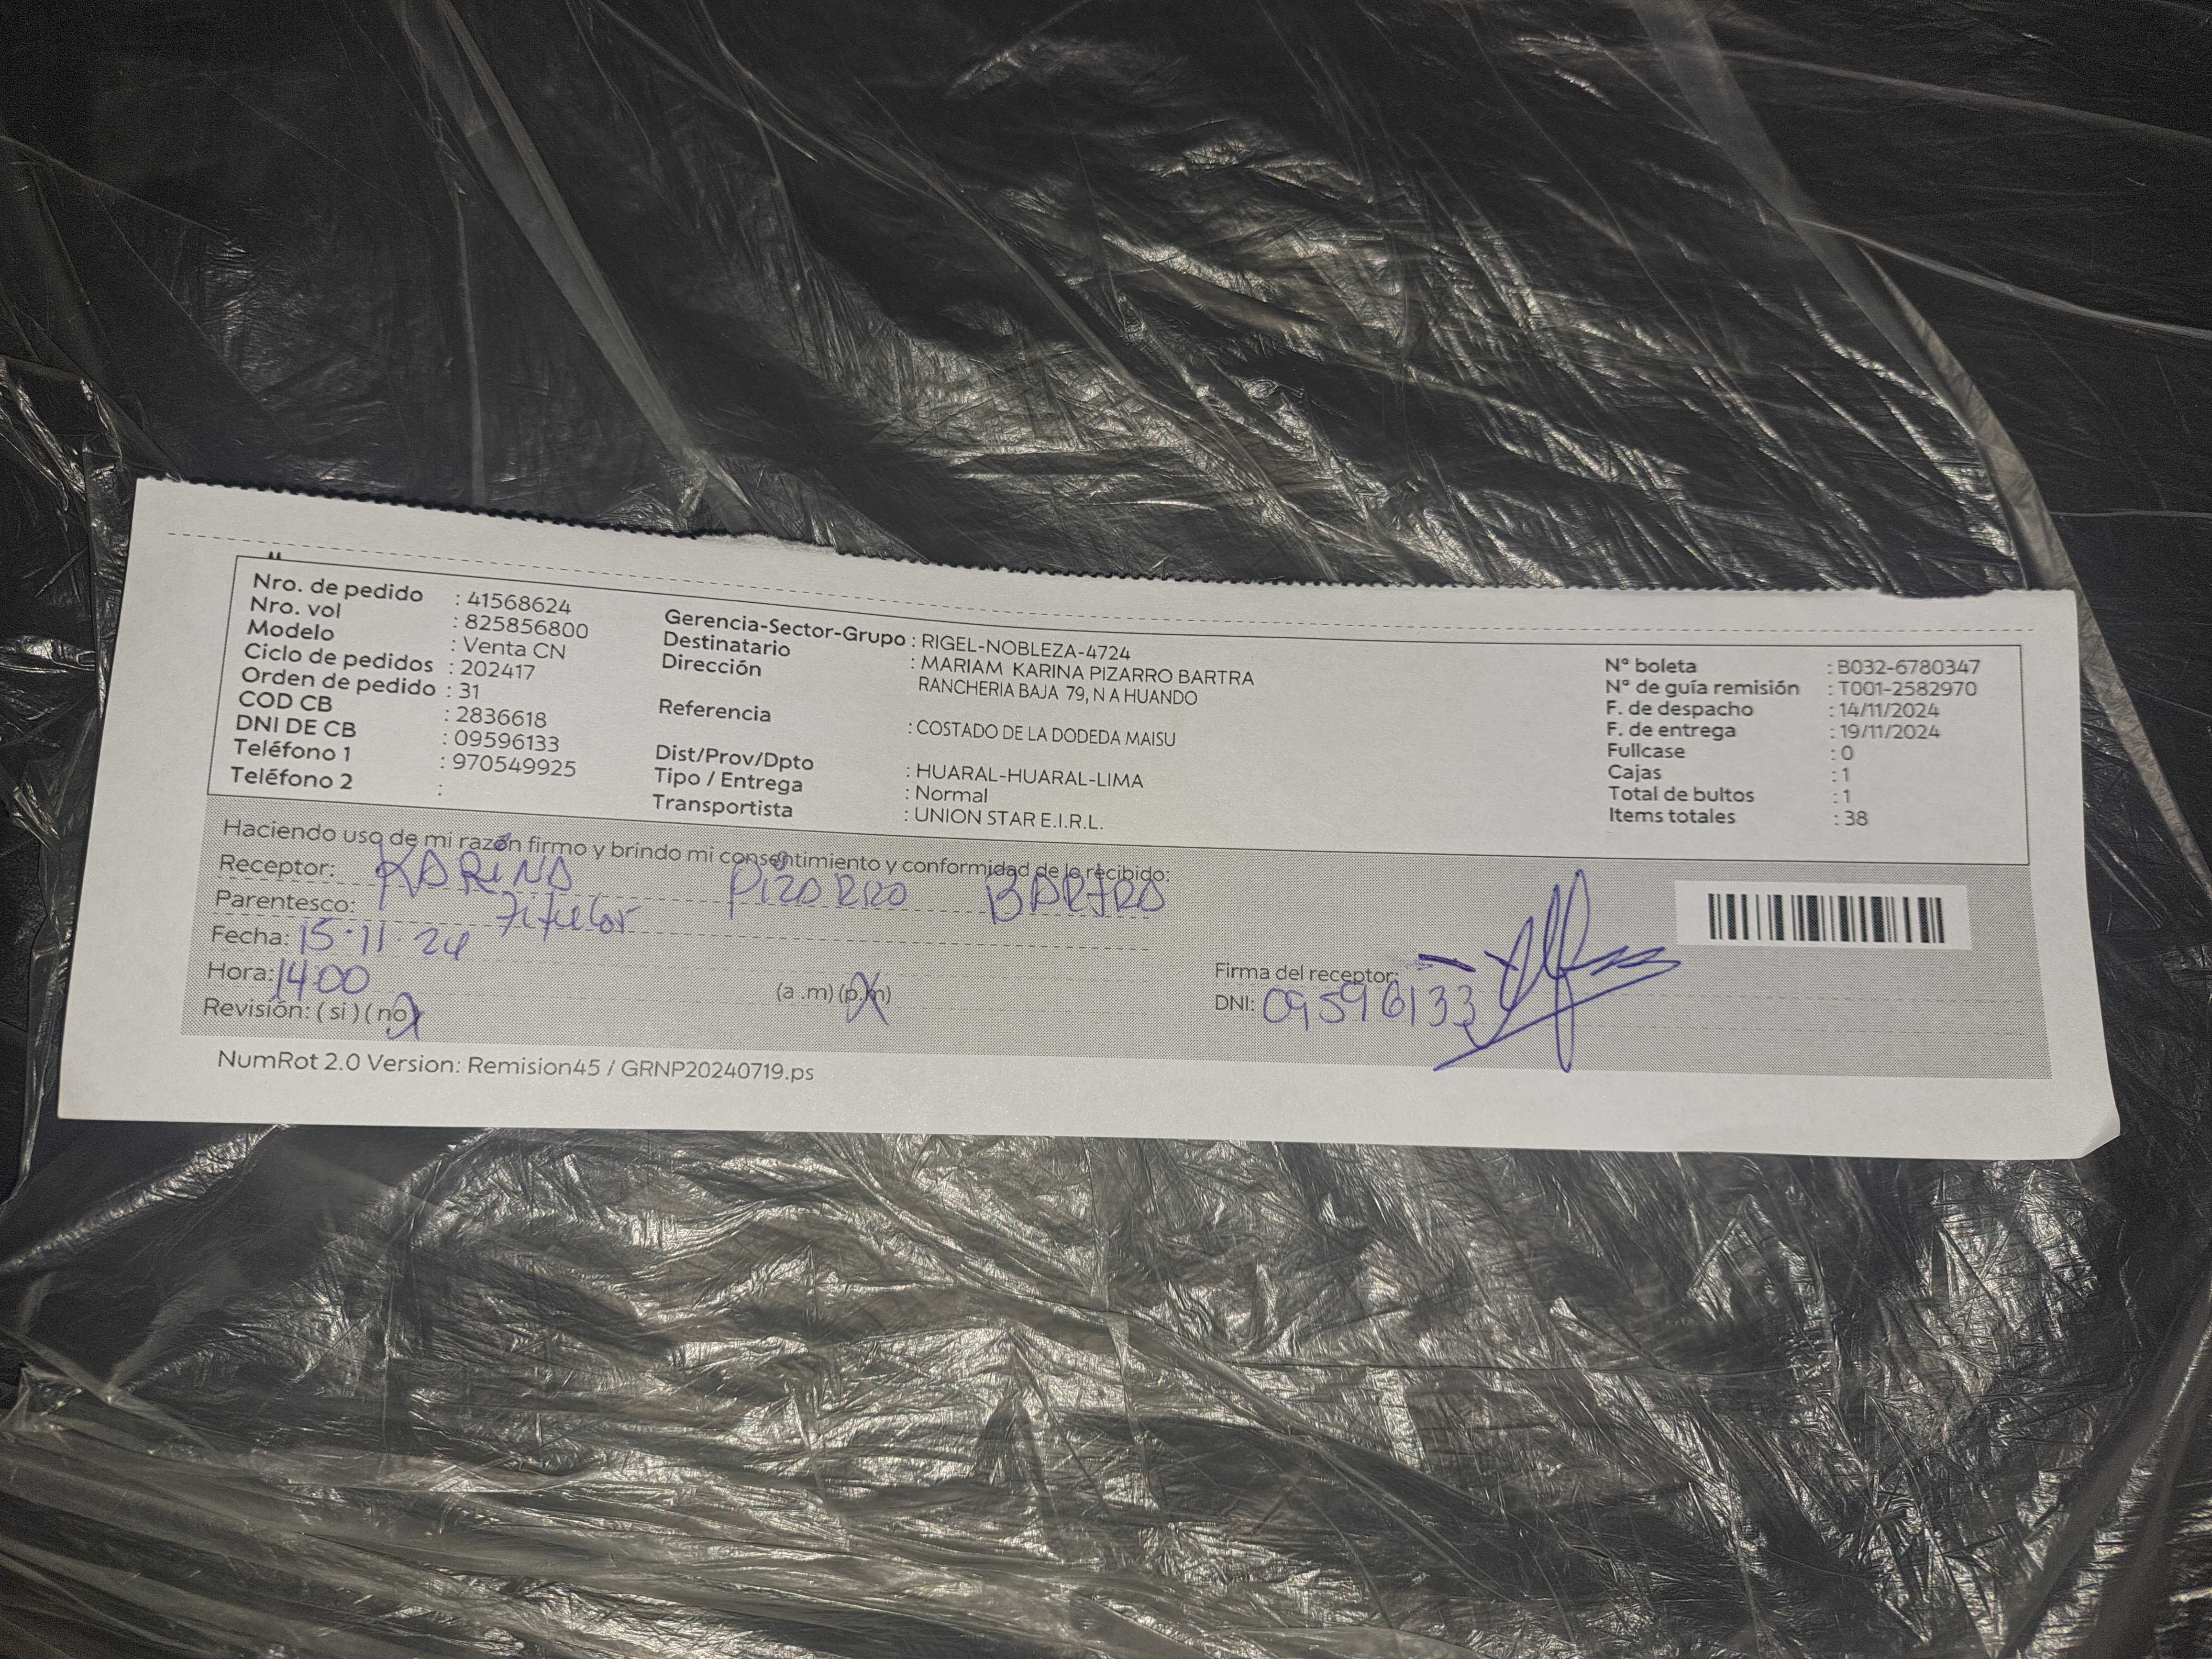 Nro. de pedido : 41568624
Nro. vol : 825856800
Modelo : Venta CN
Ciclo de pedidos : 202417
Orden de pedido : 31
COD CB : 2836618
DNI DE CB : 09596133
Teléfono 1 : 970549925
Teléfono 2 :
Gerencia-Sector-Grupo : RIGEL-NOBLEZA-4724
Destinatario : MARIAM KARINA PIZARRO BARTRA
Dirección RANCHERIA BAJA 79, N A HUANDO
Referencia : COSTADO DE LA DODEDA MAISU
Dist/Prov/Dpto : HUARAL-HUARAL-LIMA
Tipo / Entrega : Normal
Transportista : UNION STAR E.I.R.L.
N° boleta : B032-6780347
N° de guía remisión : T001-2582970
F. de despacho : 14/11/2024
F. de entrega : 19/11/2024
Fullcase : 0
Cajas : 1
Total de bultos : 1
Items totales : 38
Haciendo uso de mi razón firmo y brindo mi consentimiento y conformidad de lo recibido:
Receptor: KARINA PIZARRO BARTRA
Parentesco: Titular
Fecha: 15.11.24
Hora: 1400 (a .m) (p.m)
Revisión: ( si ) ( no )
Firma del receptor:
DNI: 09596133
NumRot 2.0 Version: Remision45 / GRNP20240719.ps